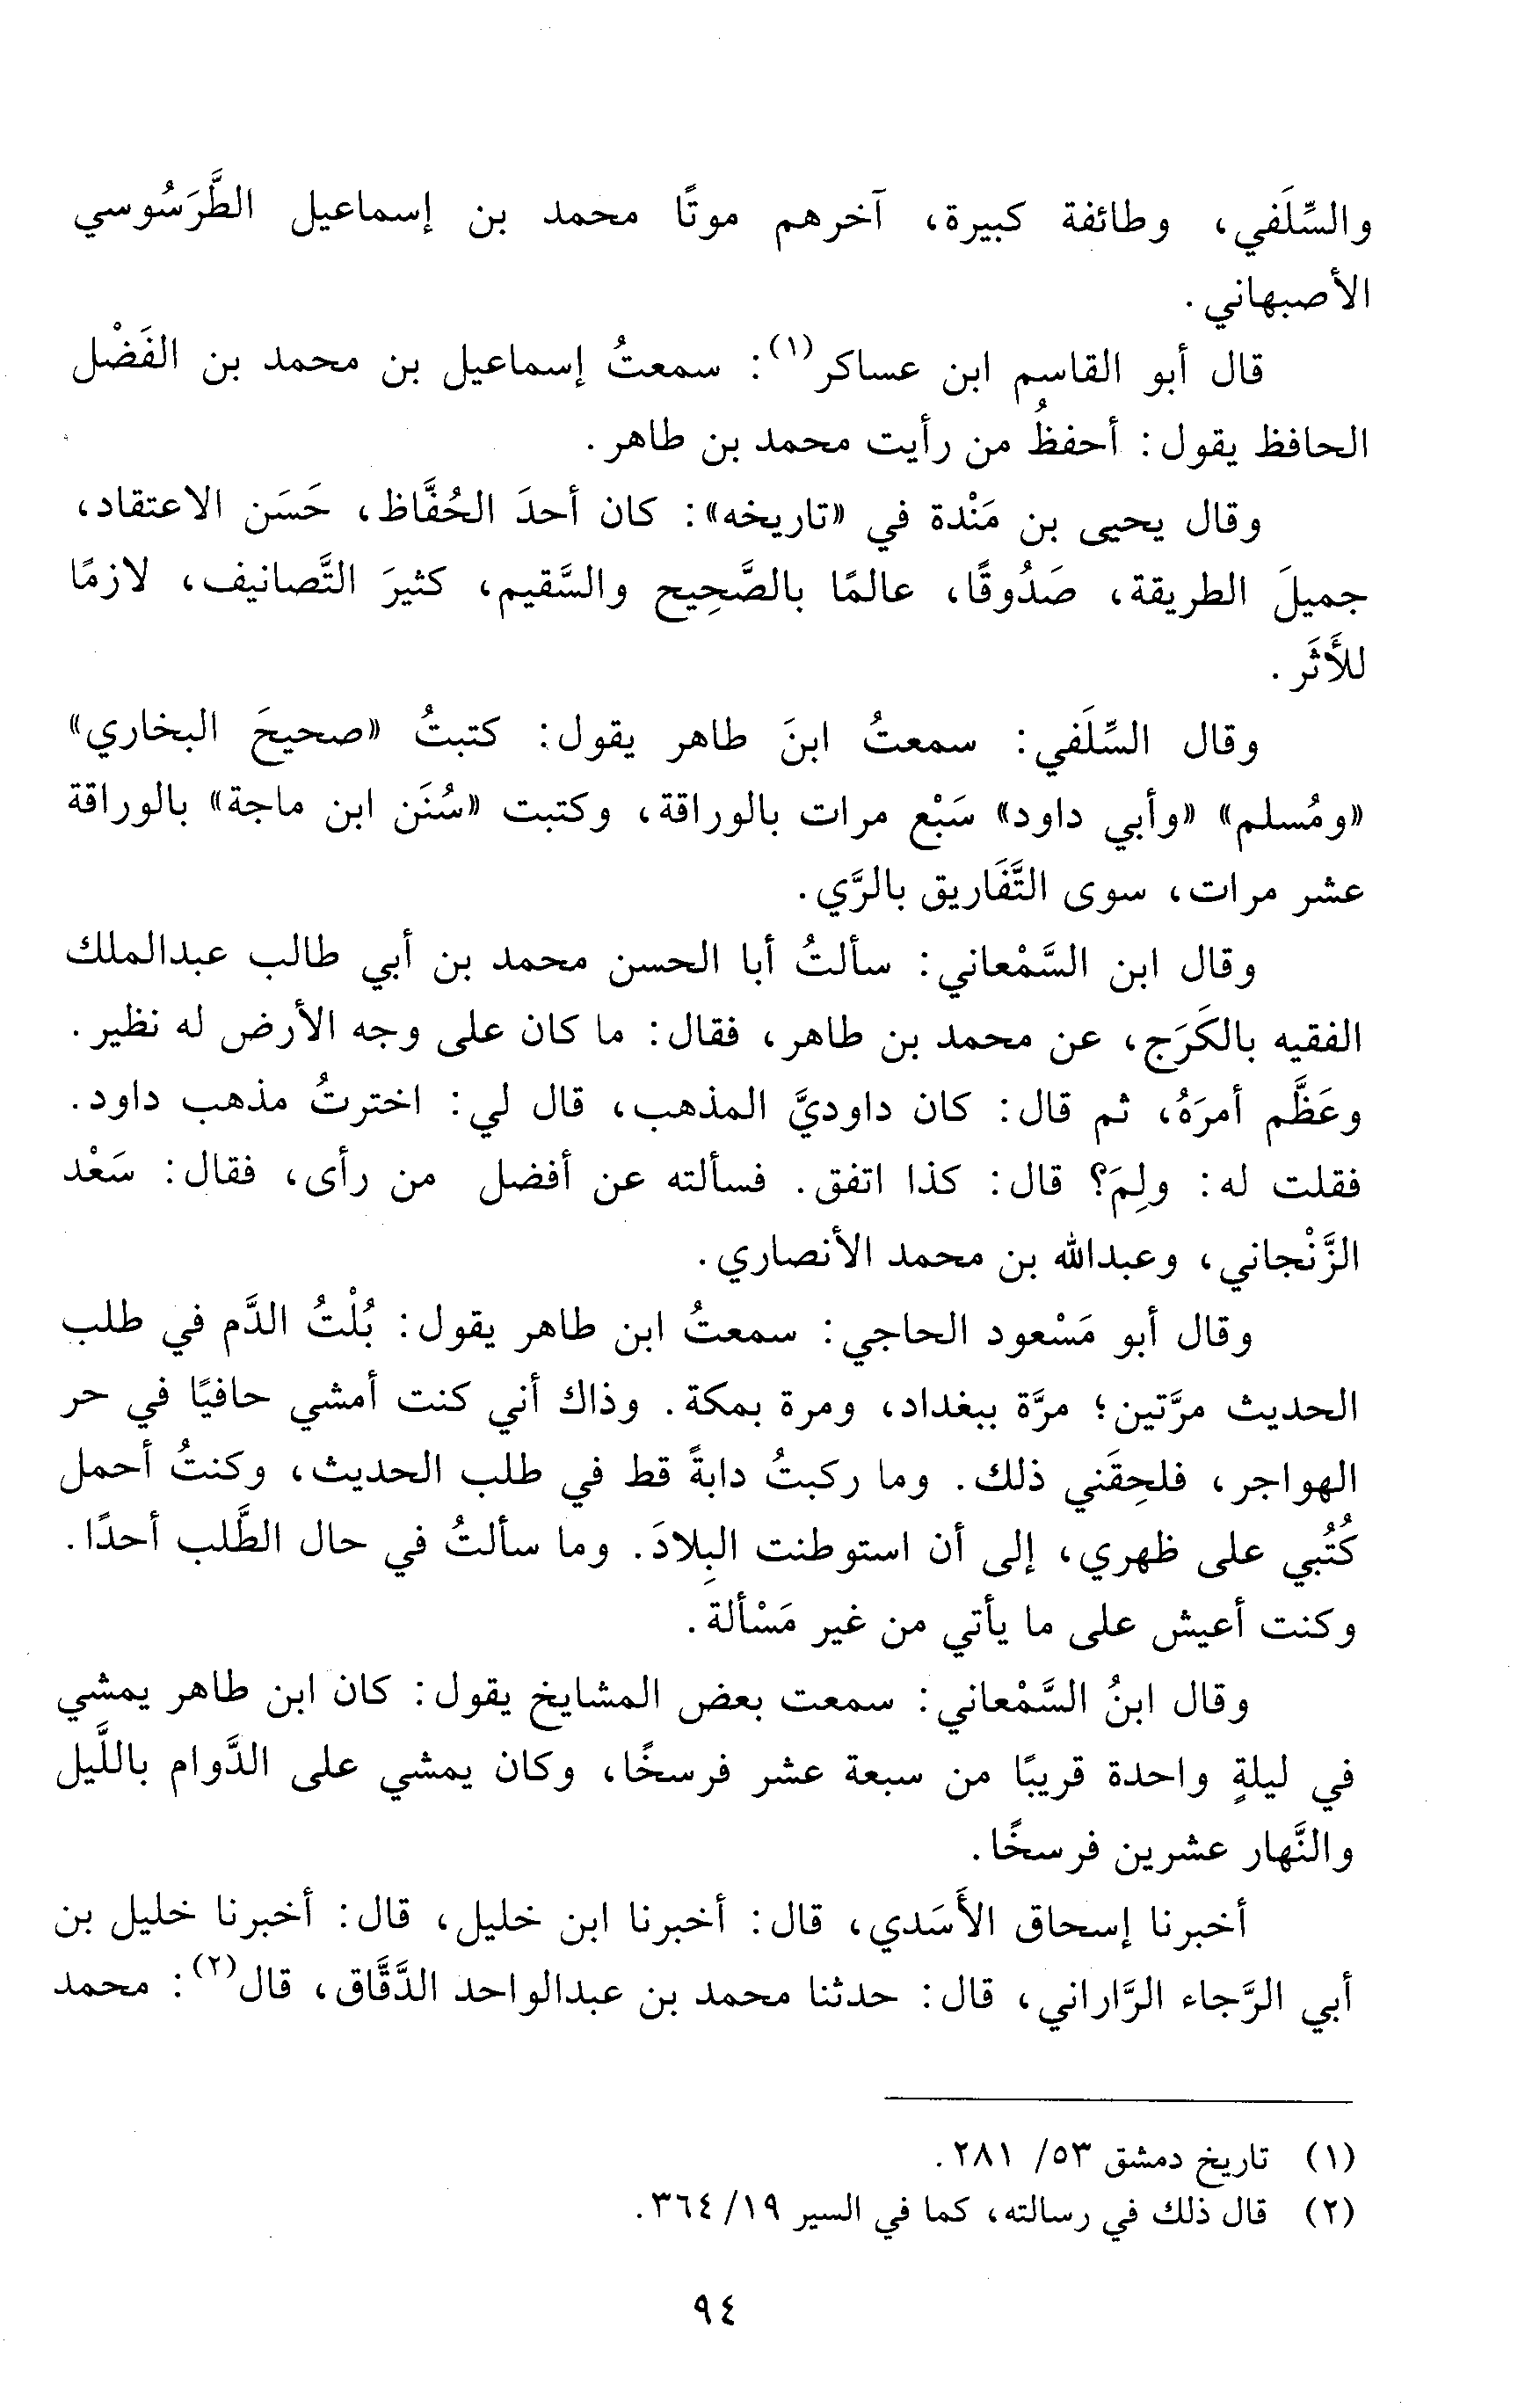 والسِّلَفي، وطائفة كبيرة، آخرهم موتًا محمد بن إسماعيل الطَّرَسُوسي
الأصبهاني.
قال أبو القاسم ابن عساكر(١): سمعتُ إسماعيل بن محمد بن الفَضْل
الحافظ يقول: أحفظُ من رأيت محمد بن طاهر.
وقال يحيى بن مَنْدة في «تاريخه»: كان أحدَ الحُفَّاظ، حَسَن الاعتقاد،
جميلَ الطريقة، صَدُوقًا، عالمًا بالصَّحِيح والسَّقيم، كثيرَ التَّصانيف، لازمًا
للأَثَر.
وقال السِّلَفي: سمعتُ ابنَ طاهر يقول: كتبتُ «صحيحَ البخاري»
«ومُسلم» «وأبي داود» سَبْع مرات بالوراقة، وكتبت «سُنَن ابن ماجة» بالوراقة
عشر مرات، سوى التَّفَاريق بالرَّي.
وقال ابن السَّمْعاني: سألتُ أبا الحسن محمد بن أبي طالب عبدالملك
الفقيه بالكَرَج، عن محمد بن طاهر، فقال: ما كان على وجه الأرض له نظير.
وعَظَّم أمرَهُ، ثم قال: كان داوديَّ المذهب، قال لي: اخترتُ مذهب داود.
فقلت له: ولِمَ؟ قال: كذا اتفق. فسألته عن أفضل من رأى، فقال: سَعْد
الزَّنْجاني، وعبدالله بن محمد الأنصاري.
وقال أبو مَسْعود الحاجي: سمعتُ ابن طاهر يقول: بُلْتُ الدَّم في طلب
الحديث مرَّتين؛ مرَّة ببغداد، ومرة بمكة. وذاك أني كنت أمشي حافيًا في حر
الهواجر، فلحِقَني ذلك. وما ركبتُ دابةً قط في طلب الحديث، وكنتُ أحمل
كُتُبي على ظهري، إلى أن استوطنت البِلادَ. وما سألتُ في حال الطَّلب أحدًا.
وكنت أعيش على ما يأتي من غير مَسْألة.
وقال ابنُ السَّمْعاني: سمعت بعض المشايخ يقول: كان ابن طاهر يمشي
في ليلةٍ واحدة قريبًا من سبعة عشر فرسخًا، وكان يمشي على الدَّوام باللَّيل
والنَّهار عشرين فرسخًا.
أخبرنا إسحاق الأَسَدي، قال: أخبرنا ابن خليل، قال: أخبرنا خليل بن
أبي الرَّجاء الرَّاراني، قال: حدثنا محمد بن عبدالواحد الدَّقَّاق، قال(٢): محمد
(١) تاريخ دمشق ٥٣/ ٢٨١.
(٢) قال ذلك في رسالته، كما في السير ١٩/ ٣٦٤.
٩٤